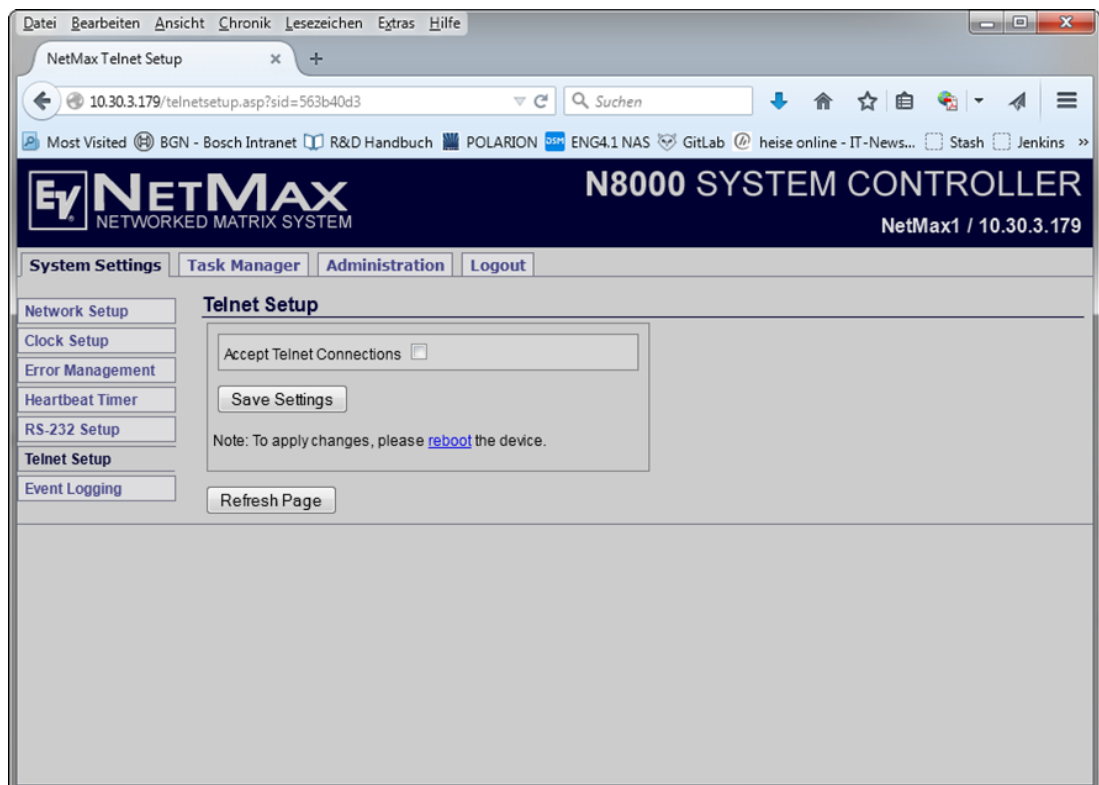 Datei Bearbeiten Ansicht Chronik Lesezeichen Extras Hilfe
NetMax Telnet Setup
10.30.3.179/telnetsetup.asp?sid=563b40d3
Suchen
Most Visited BGN - Bosch Intranet R&D Handbuch POLARION DSM ENG4.1 NAS GitLab heise online - IT-News... Stash Jenkins »
EV NETMAX
NETWORKED MATRIX SYSTEM
N8000 SYSTEM CONTROLLER
NetMax1 / 10.30.3.179
System Settings Task Manager Administration Logout
Network Setup
Clock Setup
Error Management
Heartbeat Timer
RS-232 Setup
Telnet Setup
Event Logging
Telnet Setup
Accept Telnet Connections
Save Settings
Note: To apply changes, please reboot the device.
Refresh Page